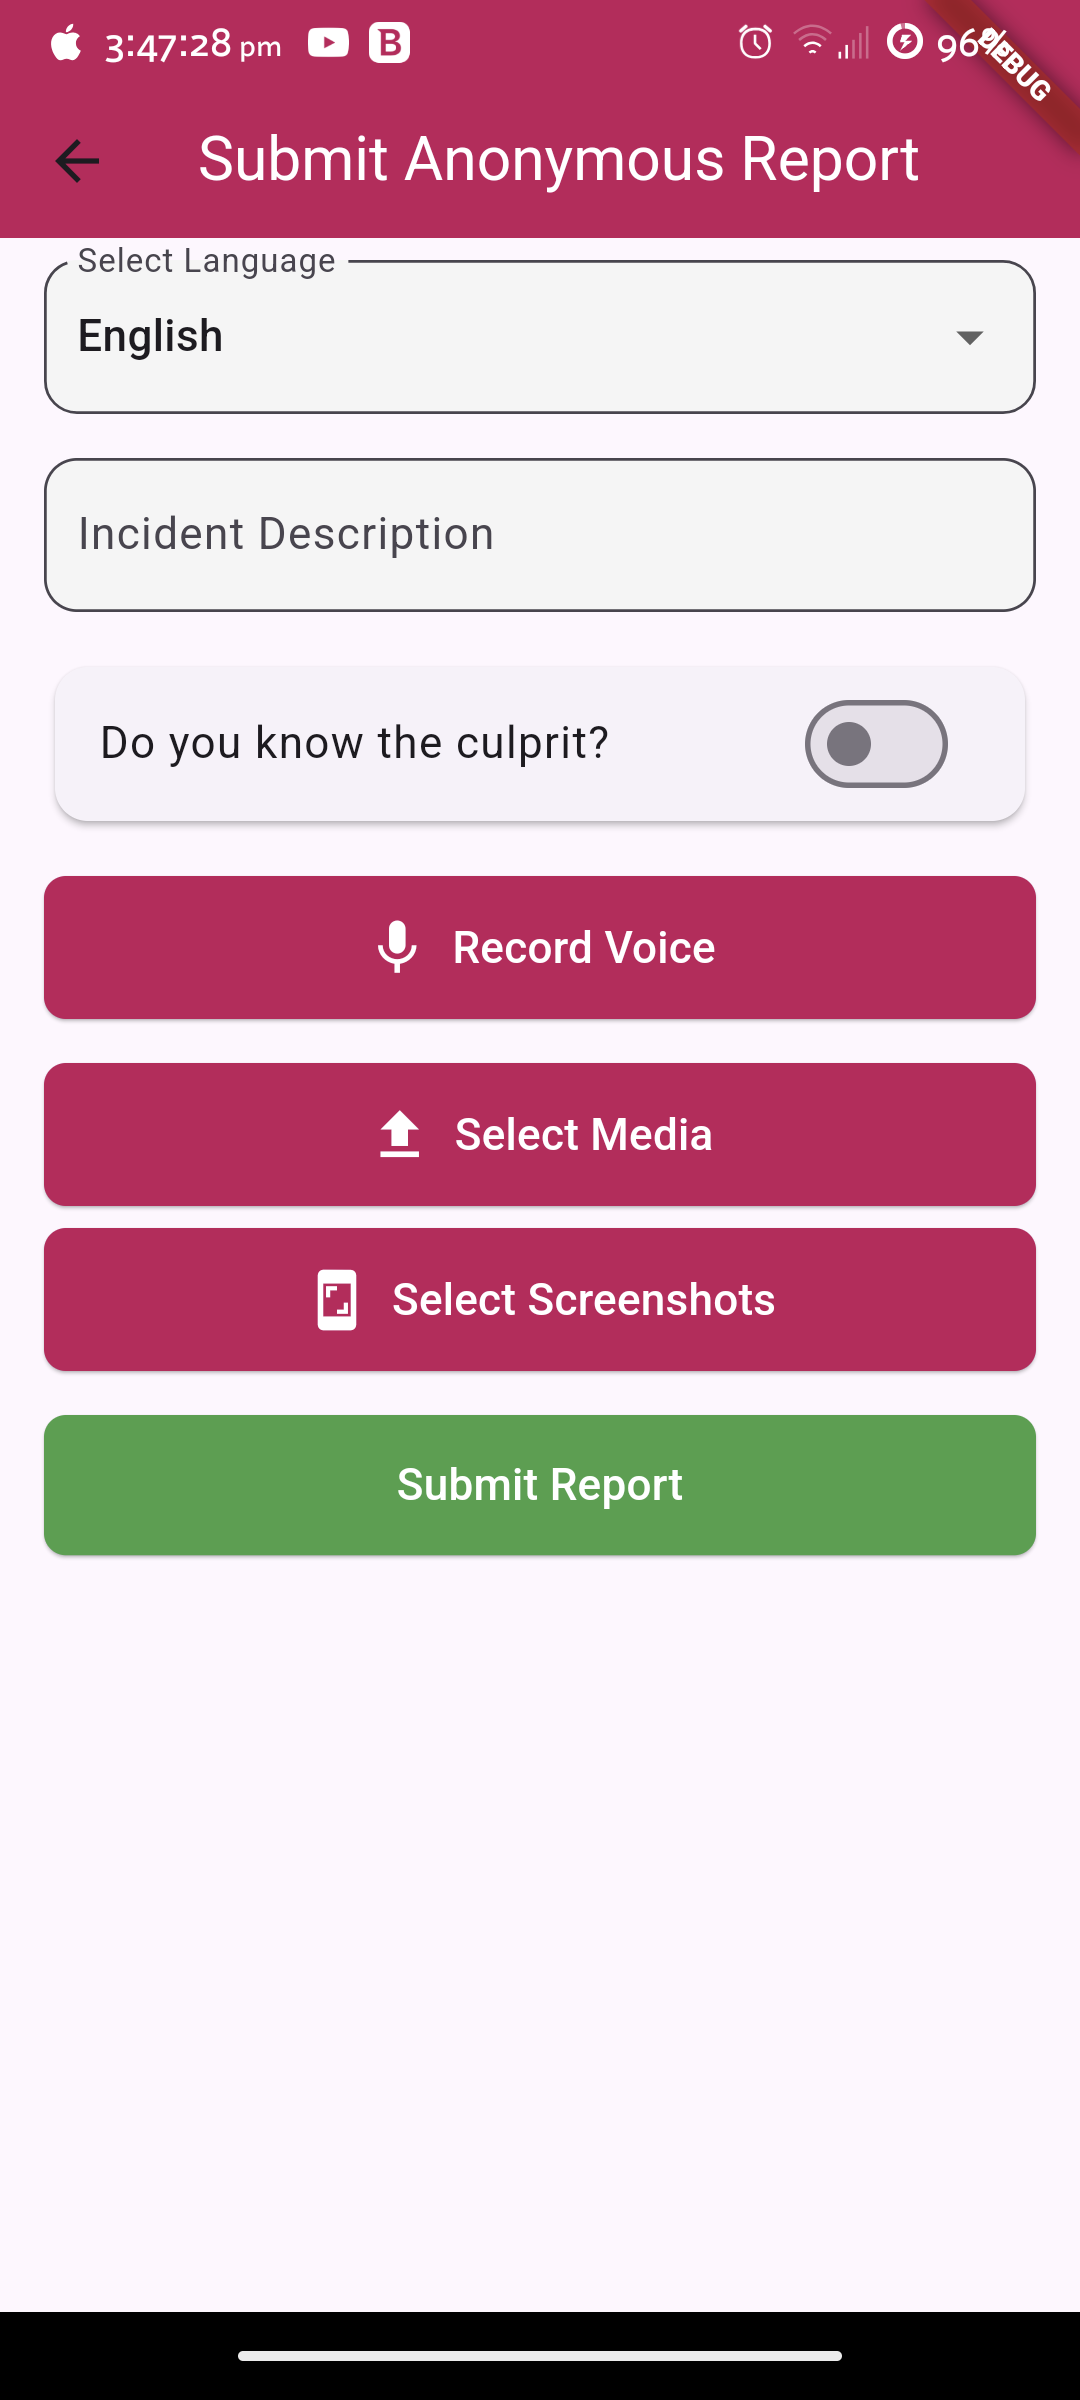 3:47:28 pm
DEBUG
Submit Anonymous Report
Select Language
English
Incident Description
Do you know the culprit?
Record Voice
Select Media
Select Screenshots
Submit Report